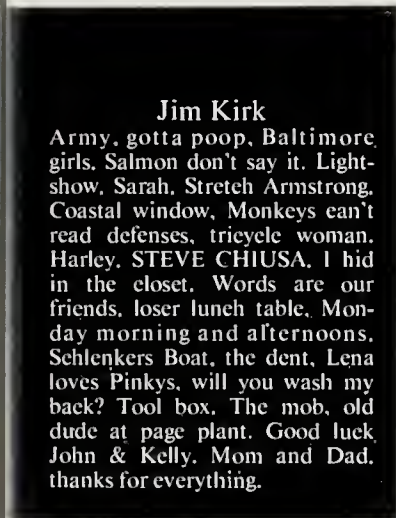 Jim Kirk
Army, gotta poop, Baltimore
girls. Salmon don't say it. Light-
show, Sarah, Stretch Armstrong.
Coastal window, Monkeys can't
read defenses, tricycle woman.
Harley. STEVE CHIUSA. I hid
in the closet. Words are our
friends, loser lunch table, Mon-
day morning and afternoons.
Schlenkers Boat, the dent, Lena
loves Pinkys, will you wash my
back? Tool box. The mob, old
dude at page plant. Good luck
John & Kelly. Mom and Dad,
thanks for everything.